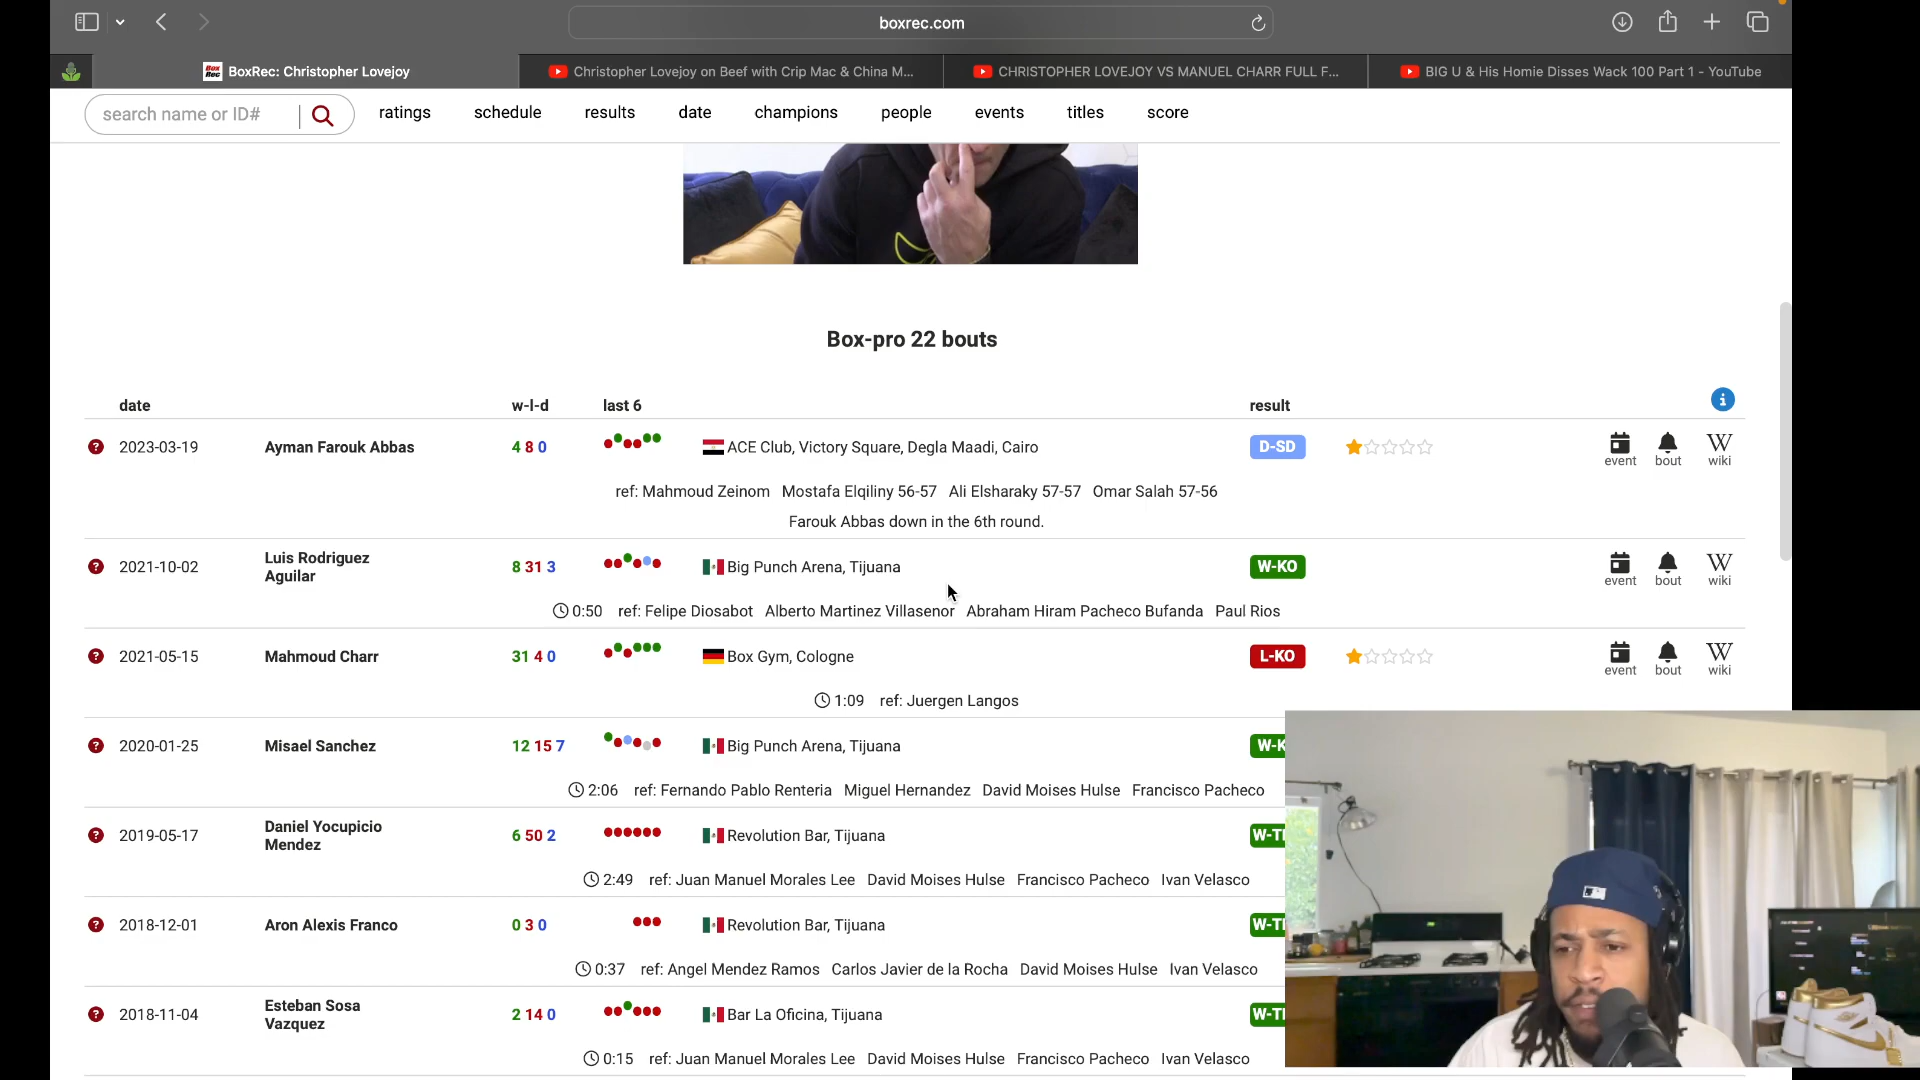 boxrec.com
Box Rec BoxRec: Christopher Lovejoy
Christopher Lovejoy on Beef with Crip Mac & China M...
CHRISTOPHER LOVEJOY VS MANUEL CHARR FULL F...
BIG U & His Homie Disses Wack 100 Part 1 - YouTube
search name or ID# ratings schedule results date champions people events titles score
Box-pro 22 bouts
date w-l-d last 6 result i
? 2023-03-19 Ayman Farouk Abbas 4 8 0 ACE Club, Victory Square, Degla Maadi, Cairo D-SD event bout W wiki
ref: Mahmoud Zeinom Mostafa Elqiliny 56-57 Ali Elsharaky 57-57 Omar Salah 57-56
Farouk Abbas down in the 6th round.
? 2021-10-02 Luis Rodriguez Aguilar 8 31 3 Big Punch Arena, Tijuana W-KO event bout W wiki
0:50 ref: Felipe Diosabot Alberto Martinez Villasenor Abraham Hiram Pacheco Bufanda Paul Rios
? 2021-05-15 Mahmoud Charr 31 4 0 Box Gym, Cologne L-KO event bout W wiki
1:09 ref: Juergen Langos
? 2020-01-25 Misael Sanchez 12 15 7 Big Punch Arena, Tijuana W-K
2:06 ref: Fernando Pablo Renteria Miguel Hernandez David Moises Hulse Francisco Pacheco
? 2019-05-17 Daniel Yocupicio Mendez 6 50 2 Revolution Bar, Tijuana W-T
2:49 ref: Juan Manuel Morales Lee David Moises Hulse Francisco Pacheco Ivan Velasco
? 2018-12-01 Aron Alexis Franco 0 3 0 Revolution Bar, Tijuana W-T
0:37 ref: Angel Mendez Ramos Carlos Javier de la Rocha David Moises Hulse Ivan Velasco
? 2018-11-04 Esteban Sosa Vazquez 2 14 0 Bar La Oficina, Tijuana W-T
0:15 ref: Juan Manuel Morales Lee David Moises Hulse Francisco Pacheco Ivan Velasco